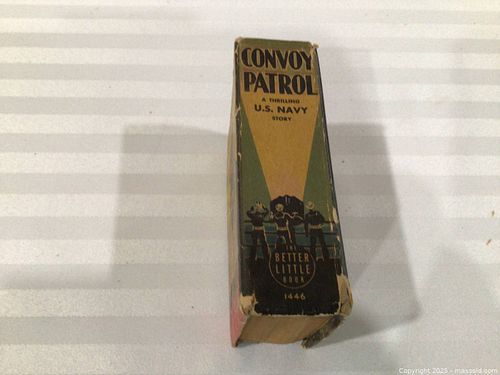 CONVOY
PATROL
A THRILLING
U.S. NAVY
STORY
THE
BETTER
LITTLE
BOOK
1446
Copyright 2025 - maxsold.com